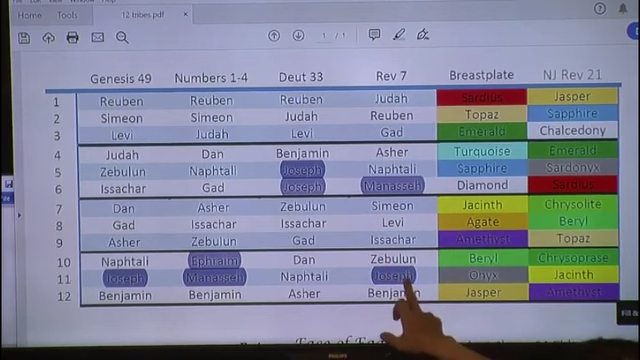 Home Tools 12 tribes.pdf ×
1 / 1
Genesis 49 Numbers 1-4 Deut 33 Rev 7 Breastplate NJ Rev 21
1 Reuben Reuben Reuben Judah Sardius Jasper
2 Simeon Simeon Judah Reuben Topaz Sapphire
3 Levi Judah Levi Gad Emerald Chalcedony
4 Judah Dan Benjamin Asher Turquoise Emerald
5 Zebulun Naphtali Joseph Naphtali Sapphire Sardonyx
6 Issachar Gad Joseph Manasseh Diamond Sardius
7 Dan Asher Zebulun Simeon Jacinth Chrysolite
8 Gad Issachar Issachar Levi Agate Beryl
9 Asher Zebulun Gad Issachar Amethyst Topaz
10 Naphtali Ephraim Dan Zebulun Beryl Chrysoprase
11 Joseph Manasseh Naphtali Joseph Onyx Jacinth
12 Benjamin Benjamin Asher Benjamin Jasper Amethyst
PHILIPS